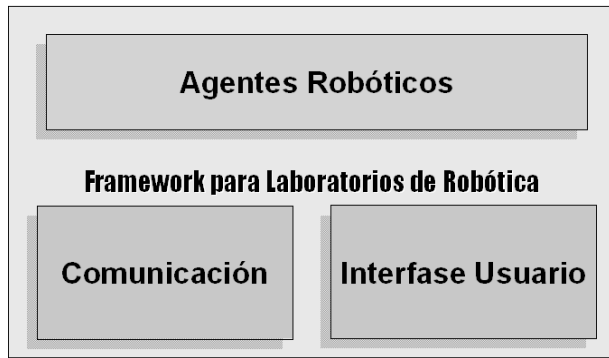 Agentes Robóticos
Framework para Laboratorios de Robótica
Comunicación
Interfase Usuario